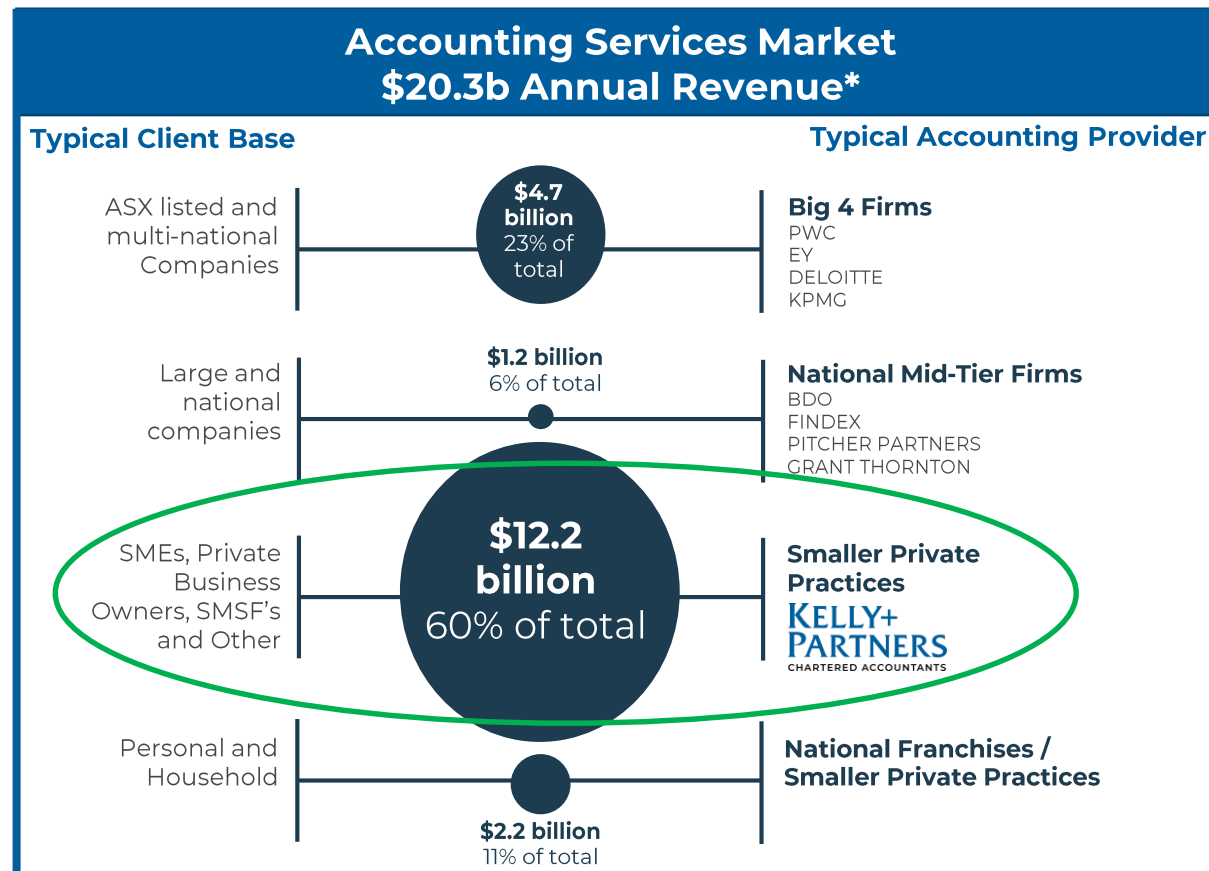 Accounting Services Market
$20.3b Annual Revenue*
Typical Client Base
Typical Accounting Provider
ASX listed and
multi-national
Companies
$4.7
billion
23% of
total
Big 4 Firms
PWC
EY
DELOITTE
KPMG
Large and
national
companies
$1.2 billion
6% of total
National Mid-Tier Firms
BDO
FINDEX
PITCHER PARTNERS
GRANT THORNTON
SMEs, Private
Business
Owners, SMSF's
and Other
$12.2
billion
60% of total
Smaller Private
Practices
KELLY+
PARTNERS
CHARTERED ACCOUNTANTS
Personal and
Household
$2.2 billion
11% of total
National Franchises /
Smaller Private Practices